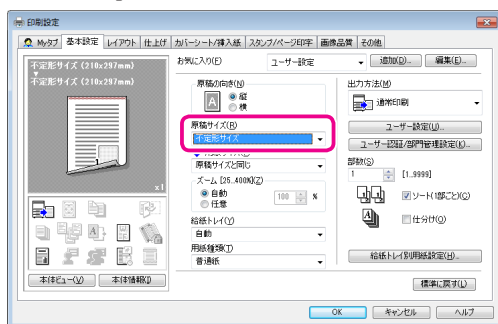 印刷設定
My タブ 基本設定 レイアウト 仕上げ カバーシート/挿入紙 スタンプ/ページ印字 画像品質 その他
不定形サイズ (210x297mm)
不定形サイズ (210x297mm)
x1
本体ビュー(V) 本体情報(I)
お気に入り(F) ユーザー設定 追加(D)... 編集(E)...
原稿の向き(N)
縦
横
原稿サイズ(R)
不定形サイズ
原稿サイズと同じ
ズーム [25..400%](Z)
自動
任意
100 %
給紙トレイ(Y)
自動
用紙種類(T)
普通紙
出力方法(M)
通常印刷
ユーザー設定(U)...
ユーザー認証/部門管理設定(K)...
部数(S)
1 [1..9999]
ソート(1部ごと)(C)
仕分け(O)
給紙トレイ別用紙設定(H)...
標準に戻す(L)
OK キャンセル ヘルプ